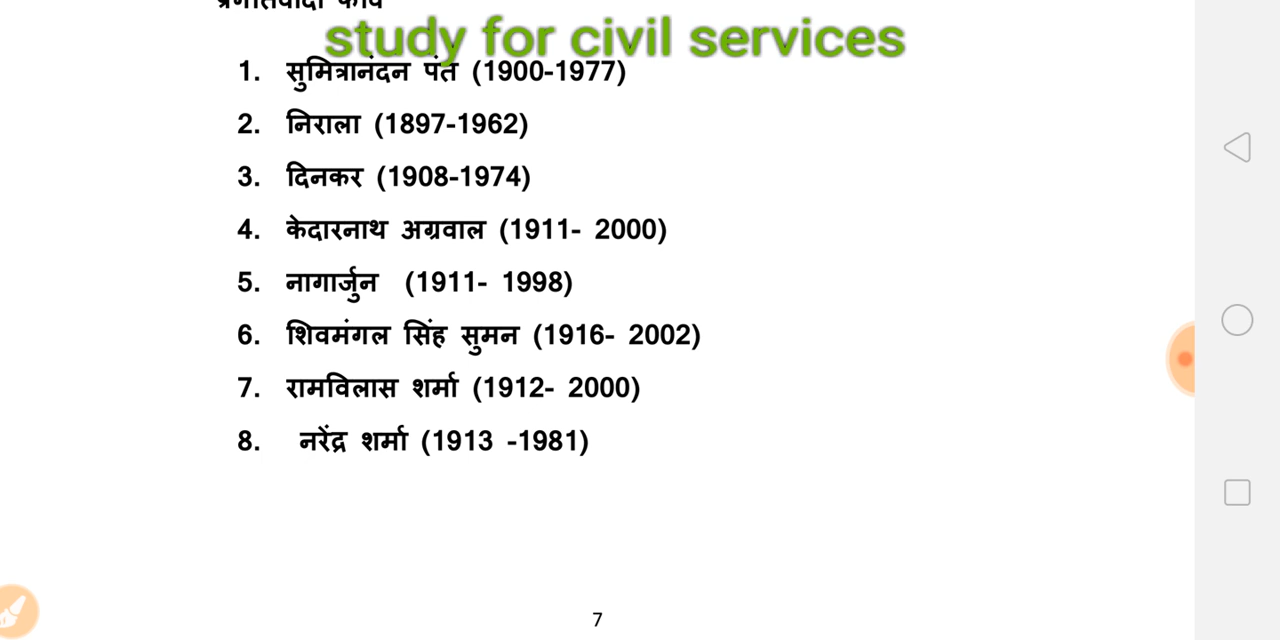 प्रगतिवादी कवि
study for civil services
1. सुमित्रानंदन पंत (1900-1977)
2. निराला (1897-1962)
3. दिनकर (1908-1974)
4. केदारनाथ अग्रवाल (1911- 2000)
5. नागार्जुन (1911- 1998)
6. शिवमंगल सिंह सुमन (1916- 2002)
7. रामविलास शर्मा (1912- 2000)
8. नरेंद्र शर्मा (1913 -1981)
7